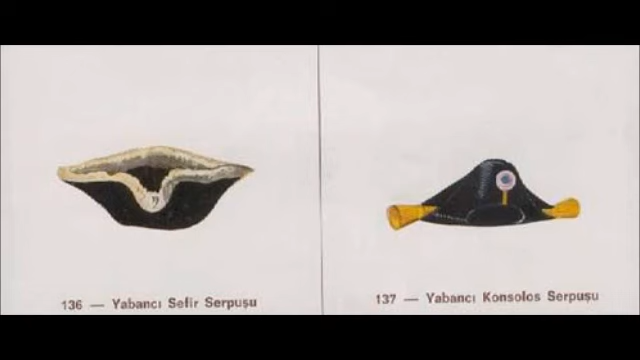 136 — Yabancı Sefir Serpuşu
137 — Yabancı Konsolos Serpuşu